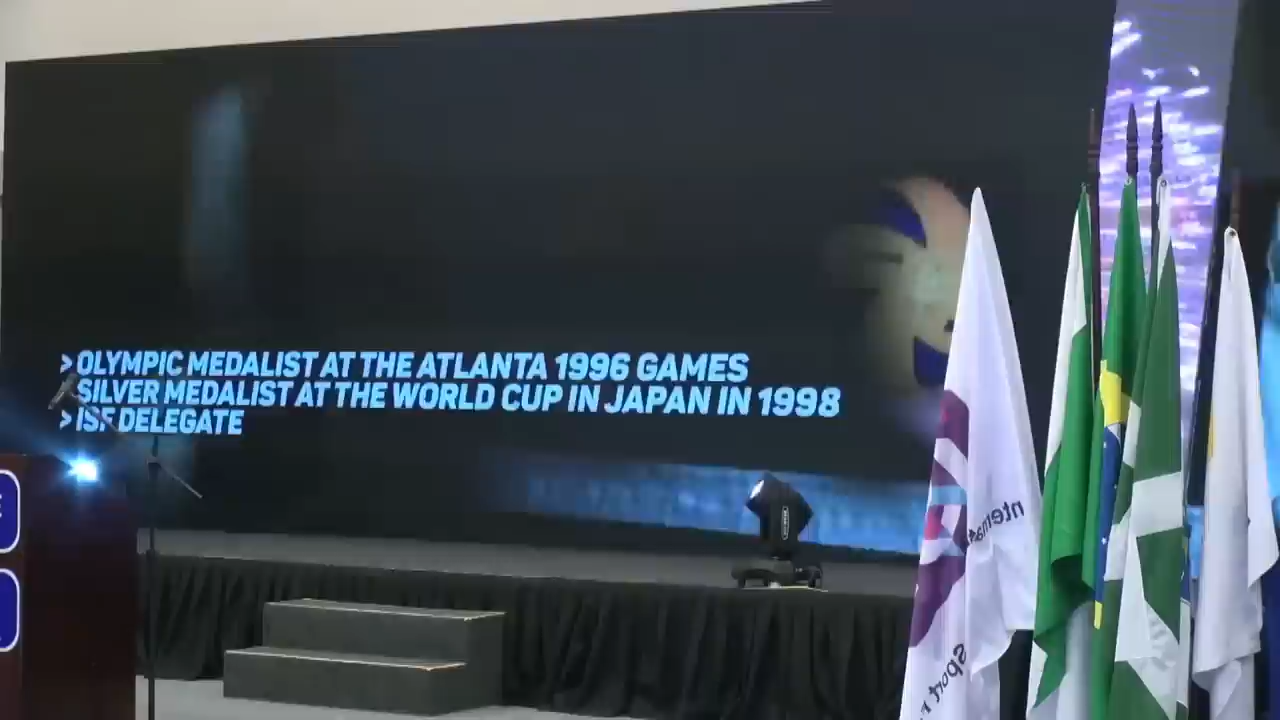 > OLYMPIC MEDALIST AT THE ATLANTA 1996 GAMES
> SILVER MEDALIST AT THE WORLD CUP IN JAPAN IN 1998
> ISF DELEGATE